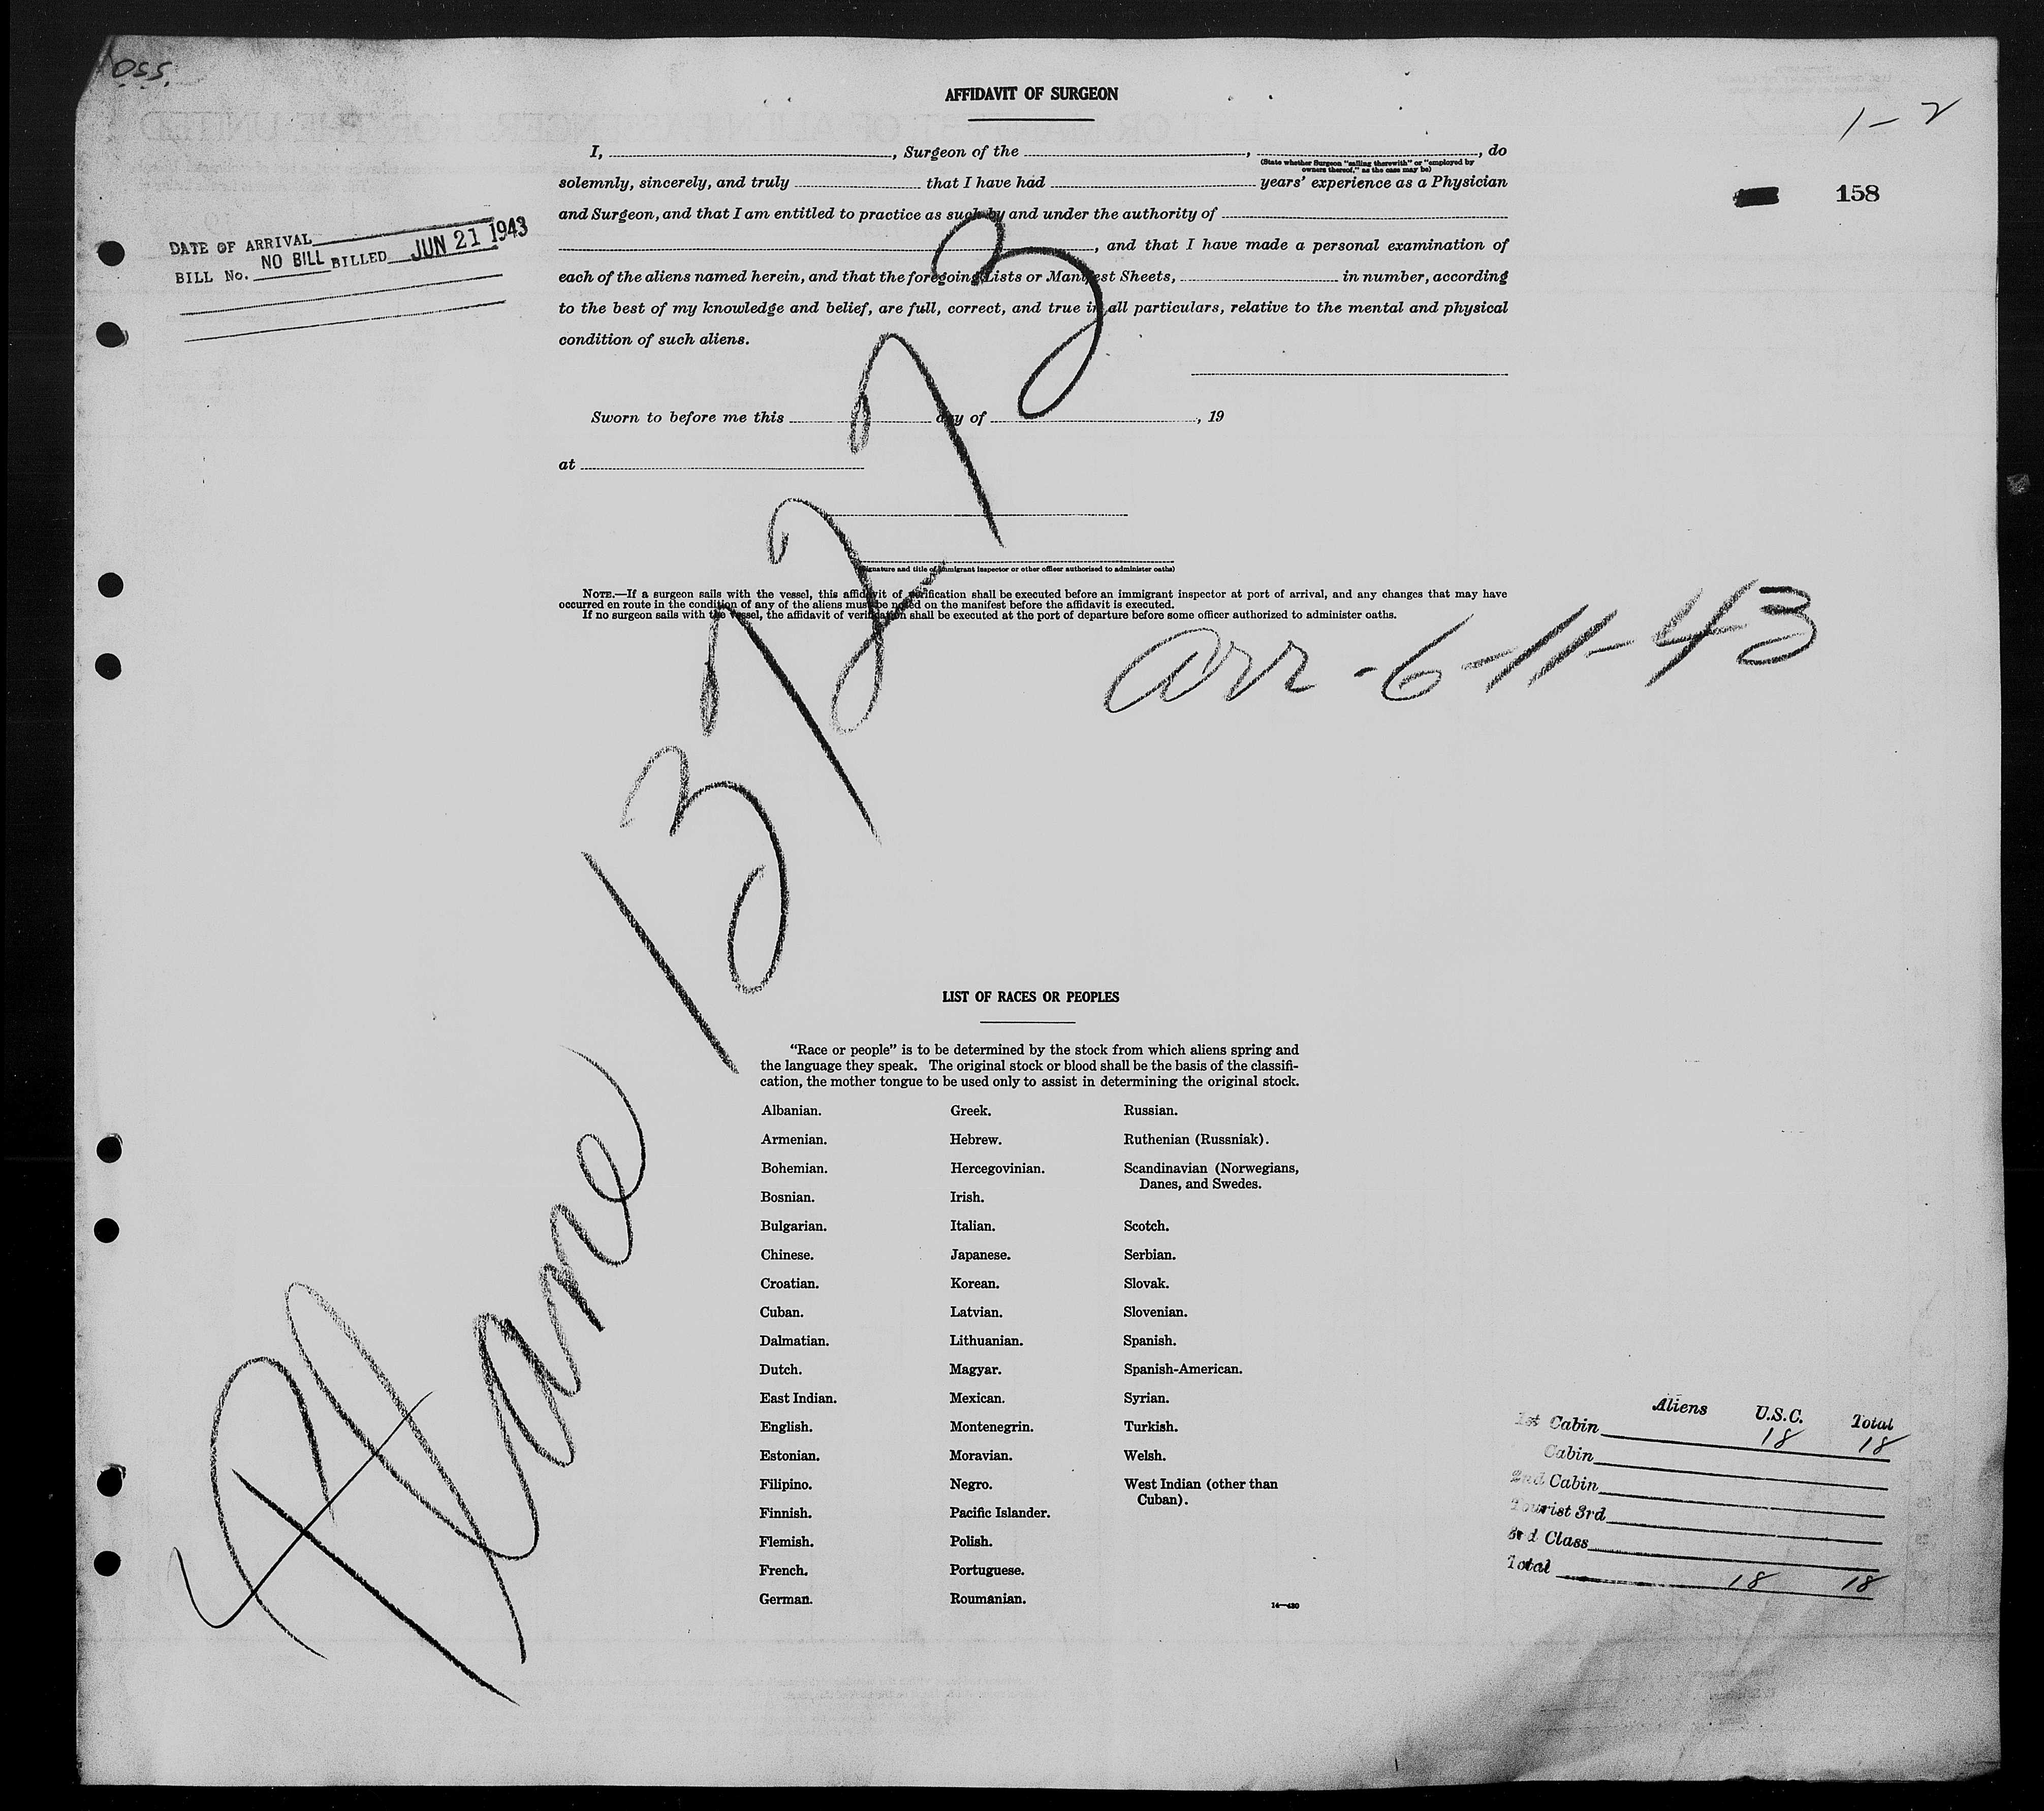 O.S.S.
1-2
158
AFFIDAVIT OF SURGEON
I, , Surgeon of the , , do
(State whether Surgeon "sailing therewith" or "employed by
owners thereof," as the case may be)
solemnly, sincerely, and truly that I have had years' experience as a Physician
and Surgeon, and that I am entitled to practice as such by and under the authority of
, and that I have made a personal examination of
each of the aliens named herein, and that the foregoing Lists or Manifest Sheets, in number, according
to the best of my knowledge and belief, are full, correct, and true in all particulars, relative to the mental and physical
condition of such aliens.
DATE OF ARRIVAL
BILL No. NO BILL BILLED JUN 21 1943
Sworn to before me this day of , 19
at
(Signature and title of immigrant inspector or other officer authorized to administer oaths)
NOTE.—If a surgeon sails with the vessel, this affidavit of verification shall be executed before an immigrant inspector at port of arrival, and any changes that may have
occurred en route in the condition of any of the aliens must be noted on the manifest before the affidavit is executed.
If no surgeon sails with the vessel, the affidavit of verification shall be executed at the port of departure before some officer authorized to administer oaths.
arr-6-11-43
Plane 137273
LIST OF RACES OR PEOPLES
"Race or people" is to be determined by the stock from which aliens spring and
the language they speak. The original stock or blood shall be the basis of the classifi-
cation, the mother tongue to be used only to assist in determining the original stock.
Albanian.
Armenian.
Bohemian.
Bosnian.
Bulgarian.
Chinese.
Croatian.
Cuban.
Dalmatian.
Dutch.
East Indian.
English.
Estonian.
Filipino.
Finnish.
Flemish.
French.
German.
Greek.
Hebrew.
Hercegovinian.
Irish.
Italian.
Japanese.
Korean.
Latvian.
Lithuanian.
Magyar.
Mexican.
Montenegrin.
Moravian.
Negro.
Pacific Islander.
Polish.
Portuguese.
Roumanian.
Russian.
Ruthenian (Russniak).
Scandinavian (Norwegians,
Danes, and Swedes.
Scotch.
Serbian.
Slovak.
Slovenian.
Spanish.
Spanish-American.
Syrian.
Turkish.
Welsh.
West Indian (other than
Cuban).
14—430
Aliens U.S.C. Total
1st Cabin 18 18
Cabin
2nd Cabin
Tourist 3rd
3rd Class
Total 18 18